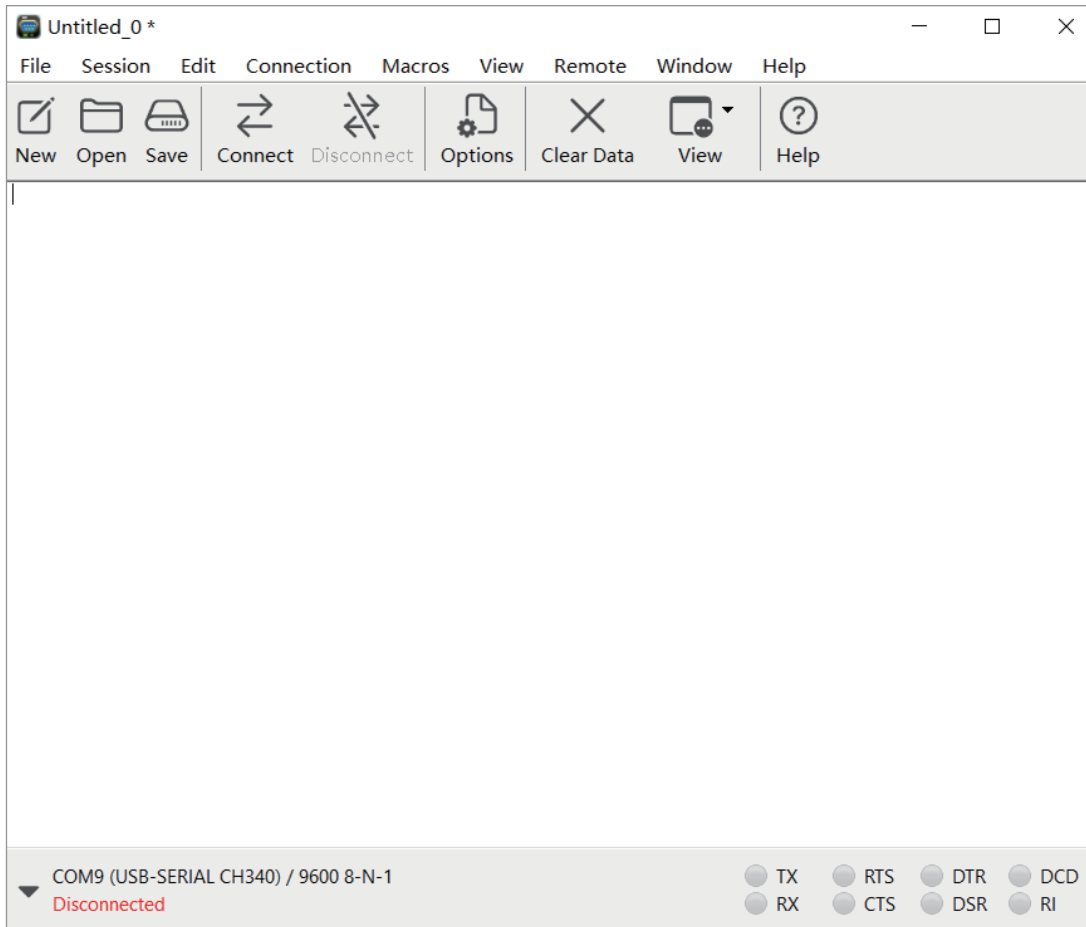 Untitled_0 *
File Session Edit Connection Macros View Remote Window Help
New Open Save Connect Disconnect Options Clear Data View Help
COM9 (USB-SERIAL CH340) / 9600 8-N-1
Disconnected
TX RTS DTR DCD
RX CTS DSR RI